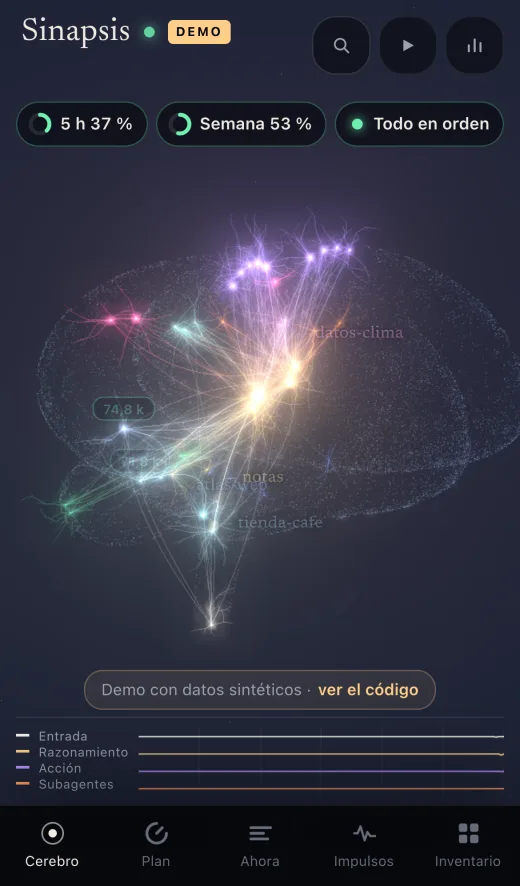 Sinapsis
DEMO
5 h 37 %
Semana 53 %
Todo en orden
datos-clima
74,8 k
notas
tienda-cafe
Demo con datos sintéticos · ver el código
Entrada
Razonamiento
Acción
Subagentes
Cerebro
Plan
Ahora
Impulsos
Inventario